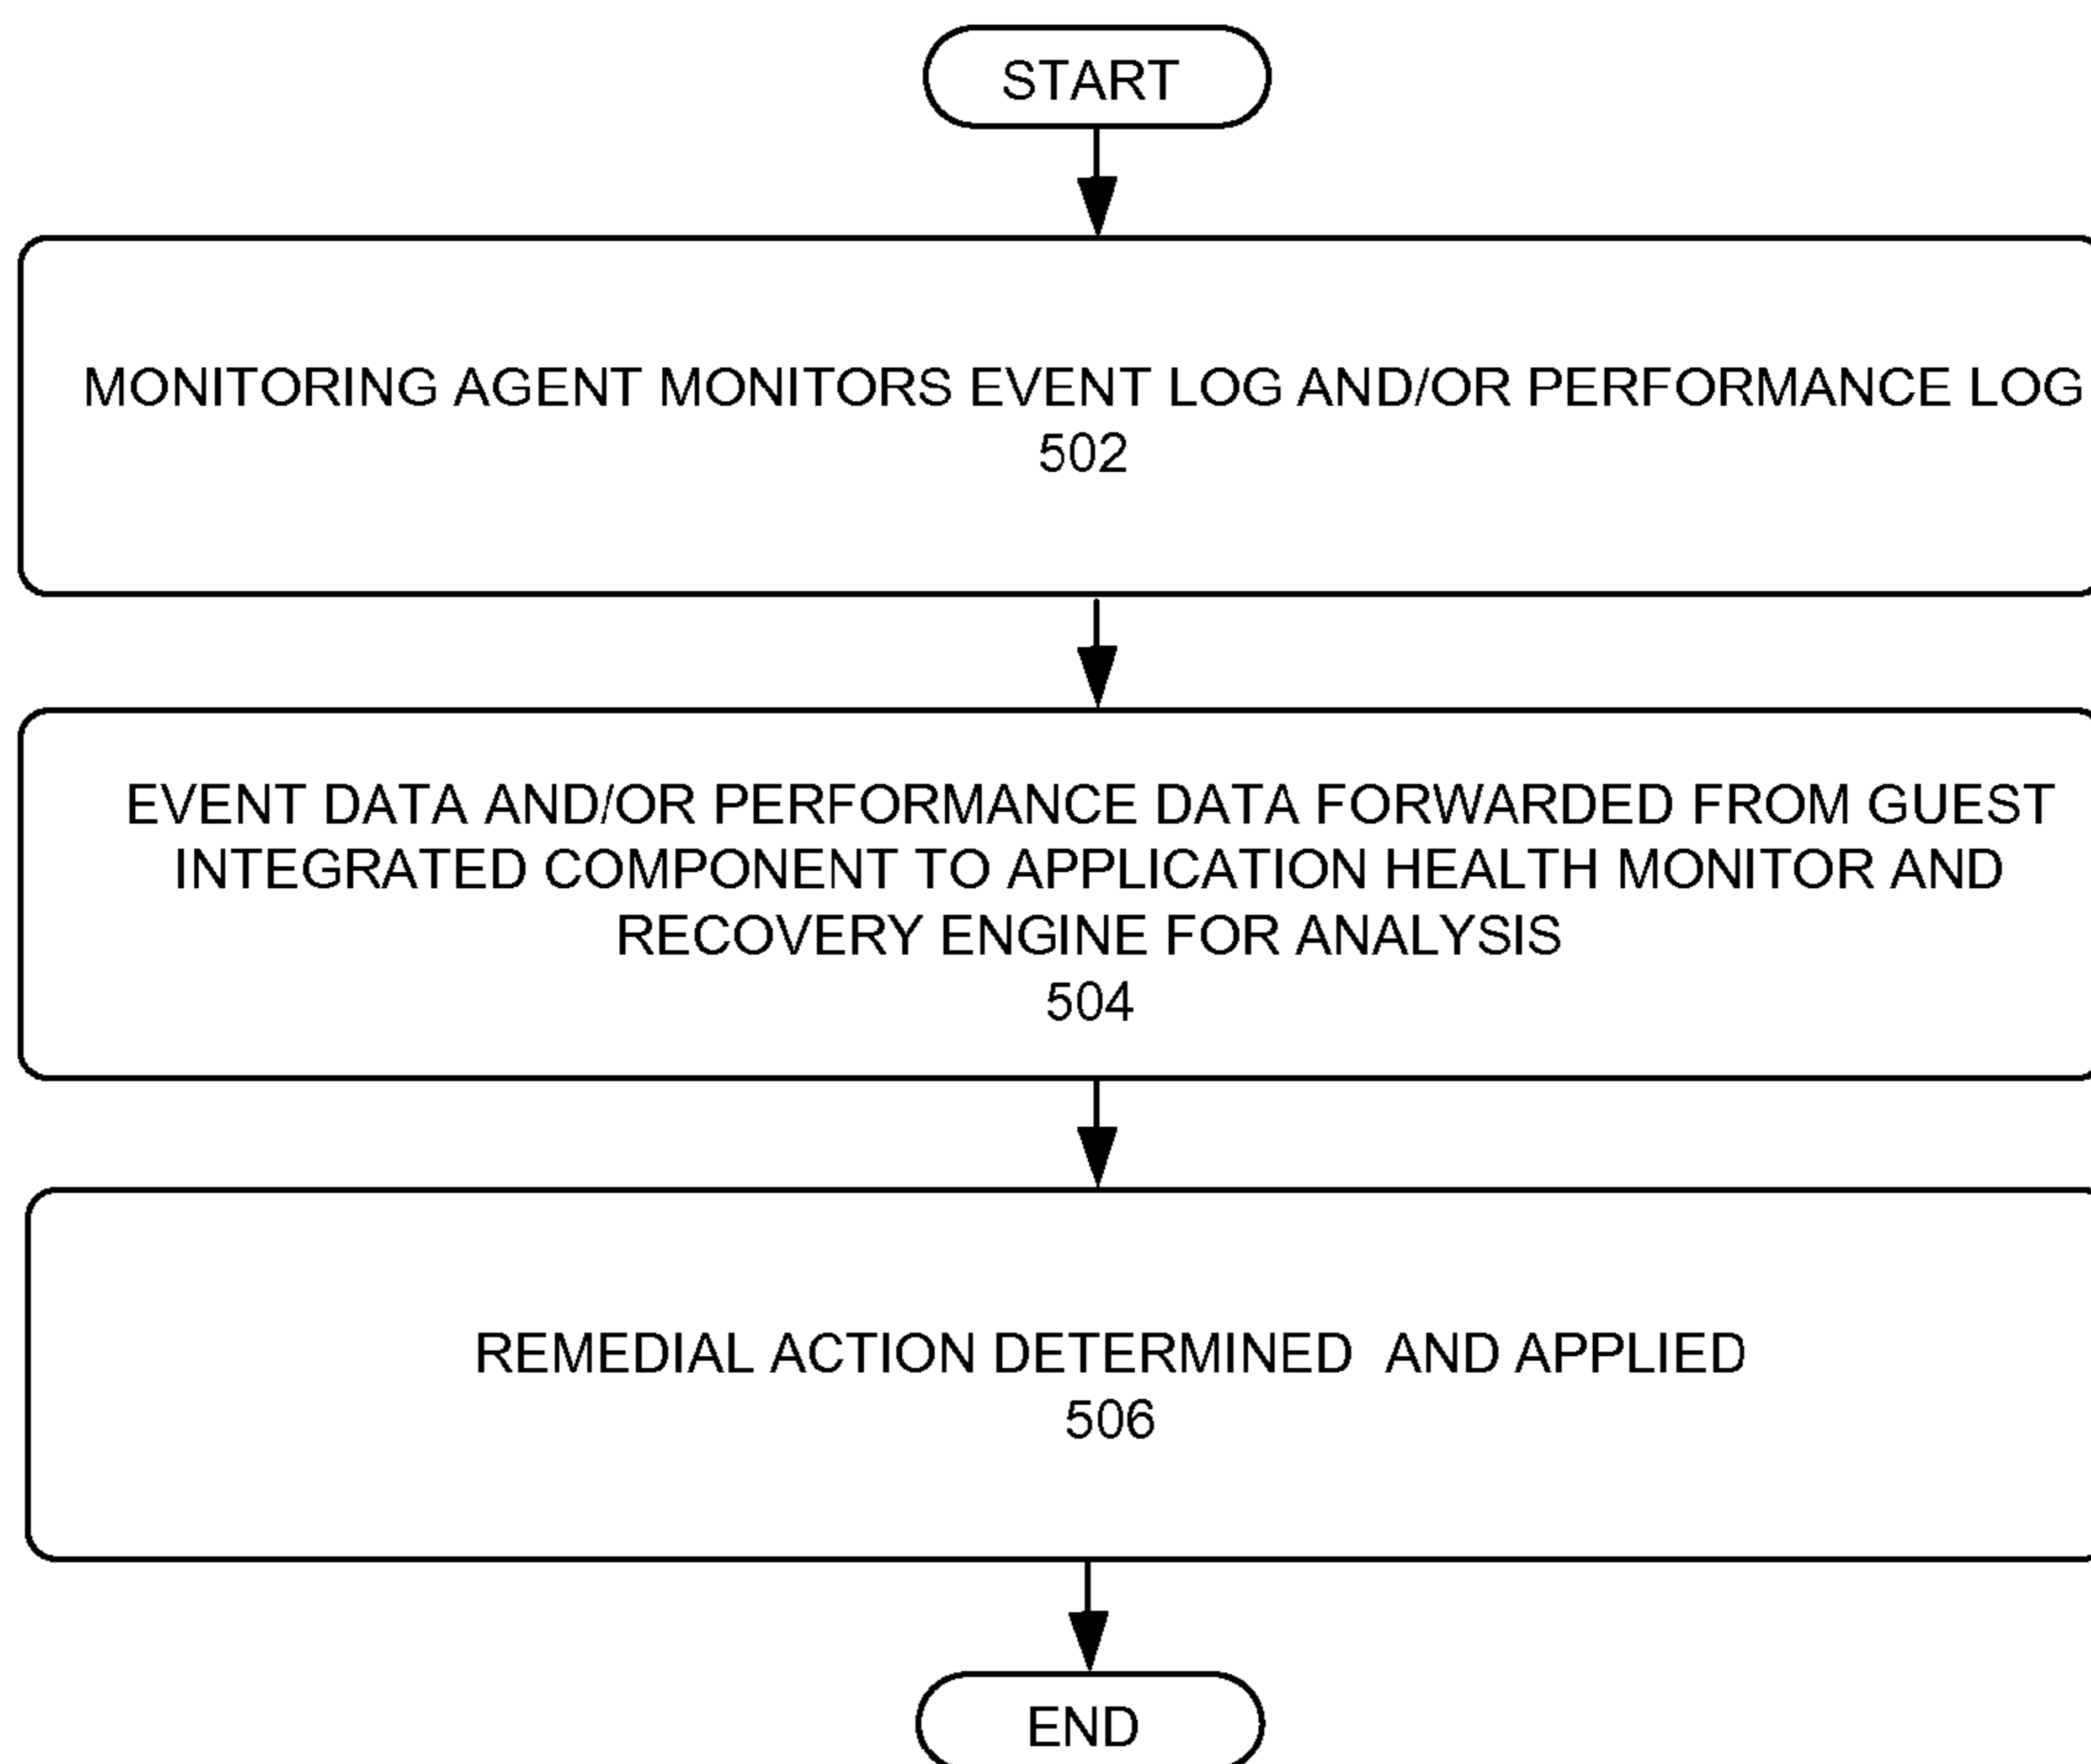 START
MONITORING AGENT MONITORS EVENT LOG AND/OR PERFORMANCE LOG
502
EVENT DATA AND/OR PERFORMANCE DATA FORWARDED FROM GUEST
INTEGRATED COMPONENT TO APPLICATION HEALTH MONITOR AND
RECOVERY ENGINE FOR ANALYSIS
504
REMEDIAL ACTION DETERMINED AND APPLIED
506
END